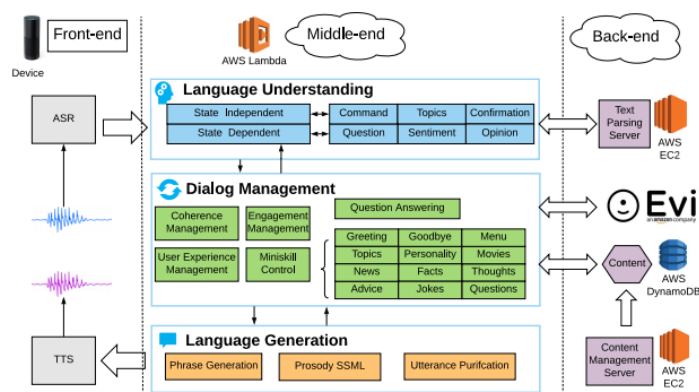 Front-end
Device
ASR
TTS
AWS Lambda
Middle-end
Language Understanding
State Independent
State Dependent
Command
Topics
Confirmation
Question
Sentiment
Opinion
Dialog Management
Coherence
Management
Engagement
Management
User Experience
Management
Miniskill
Control
Question Answering
Greeting
Goodbye
Menu
Topics
Personality
Movies
News
Facts
Thoughts
Advice
Jokes
Questions
Language Generation
Phrase Generation
Prosody SSML
Utterance Purifcation
Back-end
Text
Parsing
Server
AWS
EC2
Evi
an amazon company
Content
AWS
DynamoDB
Content
Management
Server
AWS
EC2